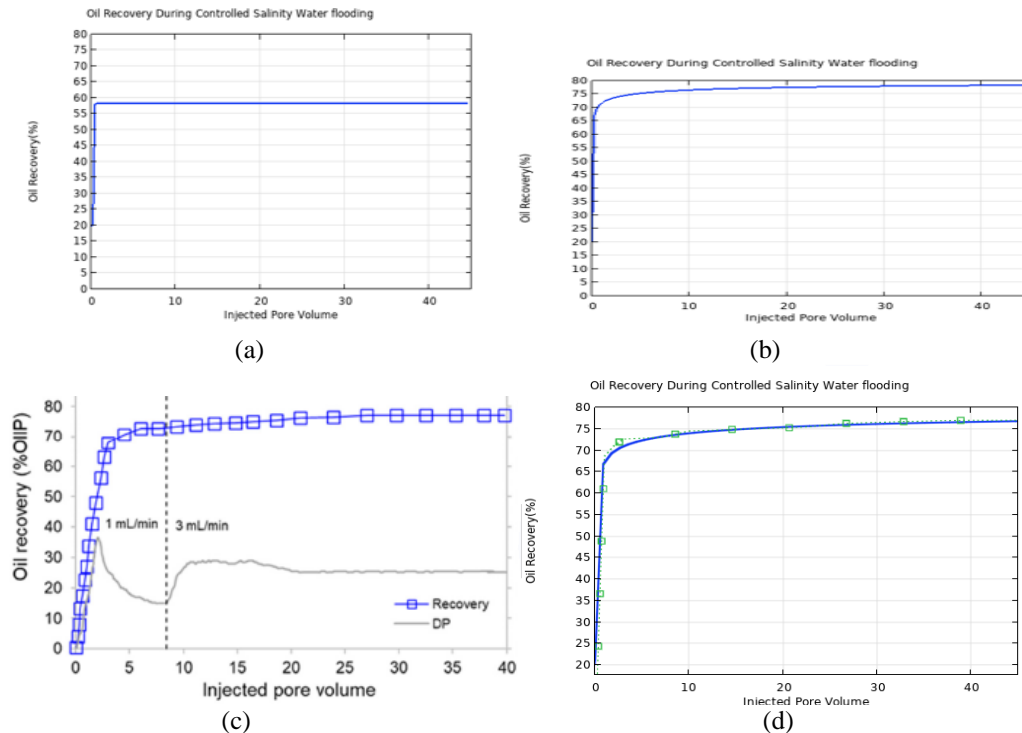 Oil Recovery During Controlled Salinity Water flooding
80
75
70
65
60
55
50
45
40
35
30
25
20
15
10
5
0
Oil Recovery(%)
0 10 20 30 40
Injected Pore Volume
(a)
Oil Recovery During Controlled Salinity Water flooding
80
75
70
65
60
55
50
45
40
35
30
25
20
15
10
5
0
Oil Recovery(%)
0 10 20 30 40
Injected Pore Volume
(b)
80
70
60
50
40
30
20
10
0
Oil recovery (%OIIP)
1 mL/min 3 mL/min
Recovery
DP
0 5 10 15 20 25 30 35 40
Injected pore volume
(c)
Oil Recovery During Controlled Salinity Water flooding
80
75
70
65
60
55
50
45
40
35
30
25
20
Oil Recovery(%)
0 10 20 30 40
Injected Pore Volume
(d)